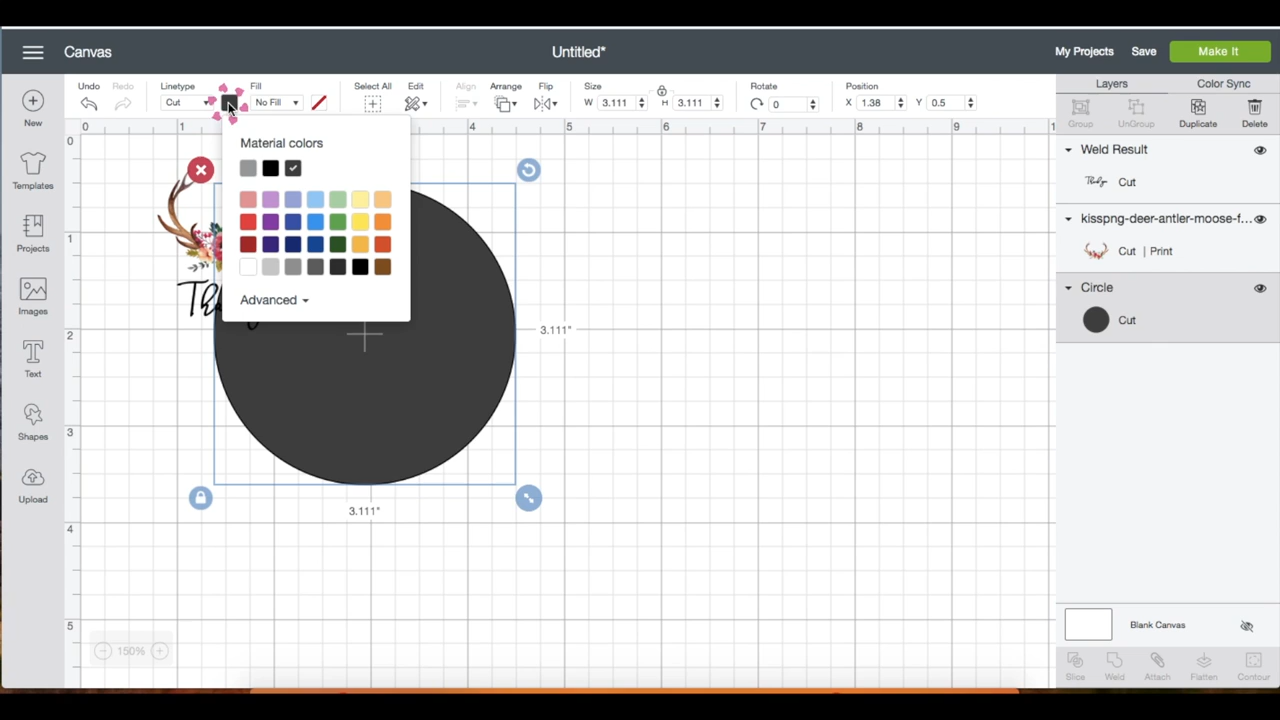 Canvas Untitled* My Projects Save Make It
Undo Redo Linetype Fill Select All Edit Align Arrange Flip Size Rotate Position
Cut No Fill W 3.111 H 3.111 0 X 1.38 Y 0.5
Layers Color Sync
Group UnGroup Duplicate Delete
New
Templates
Projects
Images
Text
Shapes
Upload
0 1 4 5 6 7 8 9 1
0
1
2
3
4
5
Material colors
Advanced
3.111"
3.111"
150%
Weld Result
Cut
kisspng-deer-antler-moose-f...
Cut | Print
Circle
Cut
Blank Canvas
Slice Weld Attach Flatten Contour